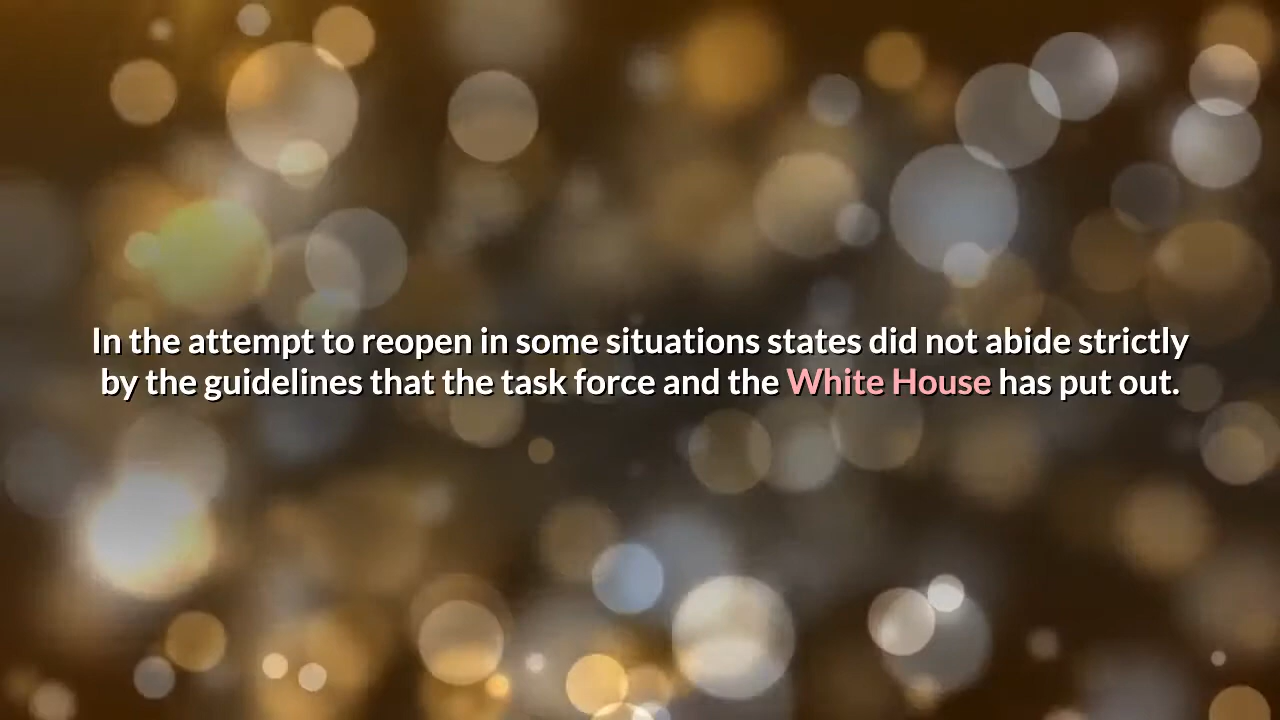 In the attempt to reopen in some situations states did not abide strictly
by the guidelines that the task force and the White House has put out.